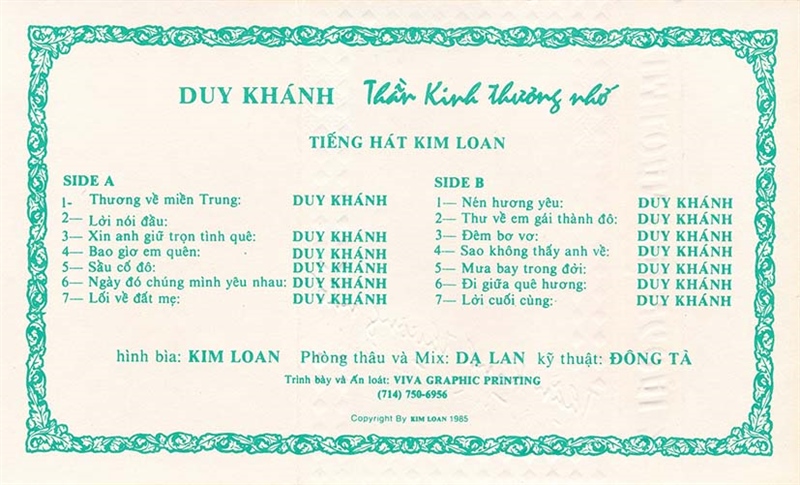 DUY KHÁNH Thần Kinh thương nhớ
TIẾNG HÁT KIM LOAN
SIDE A
1- Thương về miền Trung: DUY KHÁNH
2— Lời nói đầu:
3— Xin anh giữ trọn tình quê: DUY KHÁNH
4— Bao giờ em quên: DUY KHÁNH
5— Sầu cố đô: DUY KHÁNH
6— Ngày đó chúng mình yêu nhau: DUY KHÁNH
7— Lối về đất mẹ: DUY KHÁNH
SIDE B
1— Nén hương yêu: DUY KHÁNH
2— Thư về em gái thành đô: DUY KHÁNH
3— Đêm bơ vơ: DUY KHÁNH
4— Sao không thấy anh về: DUY KHÁNH
5— Mưa bay trong đời: DUY KHÁNH
6— Đi giữa quê hương: DUY KHÁNH
7— Lời cuối cùng: DUY KHÁNH
hình bìa: KIM LOAN Phòng thâu và Mix: DẠ LAN kỹ thuật: ĐÔNG TÀ
Trình bày và Ấn loát: VIVA GRAPHIC PRINTING
(714) 750-6956
Copyright By KIM LOAN 1985